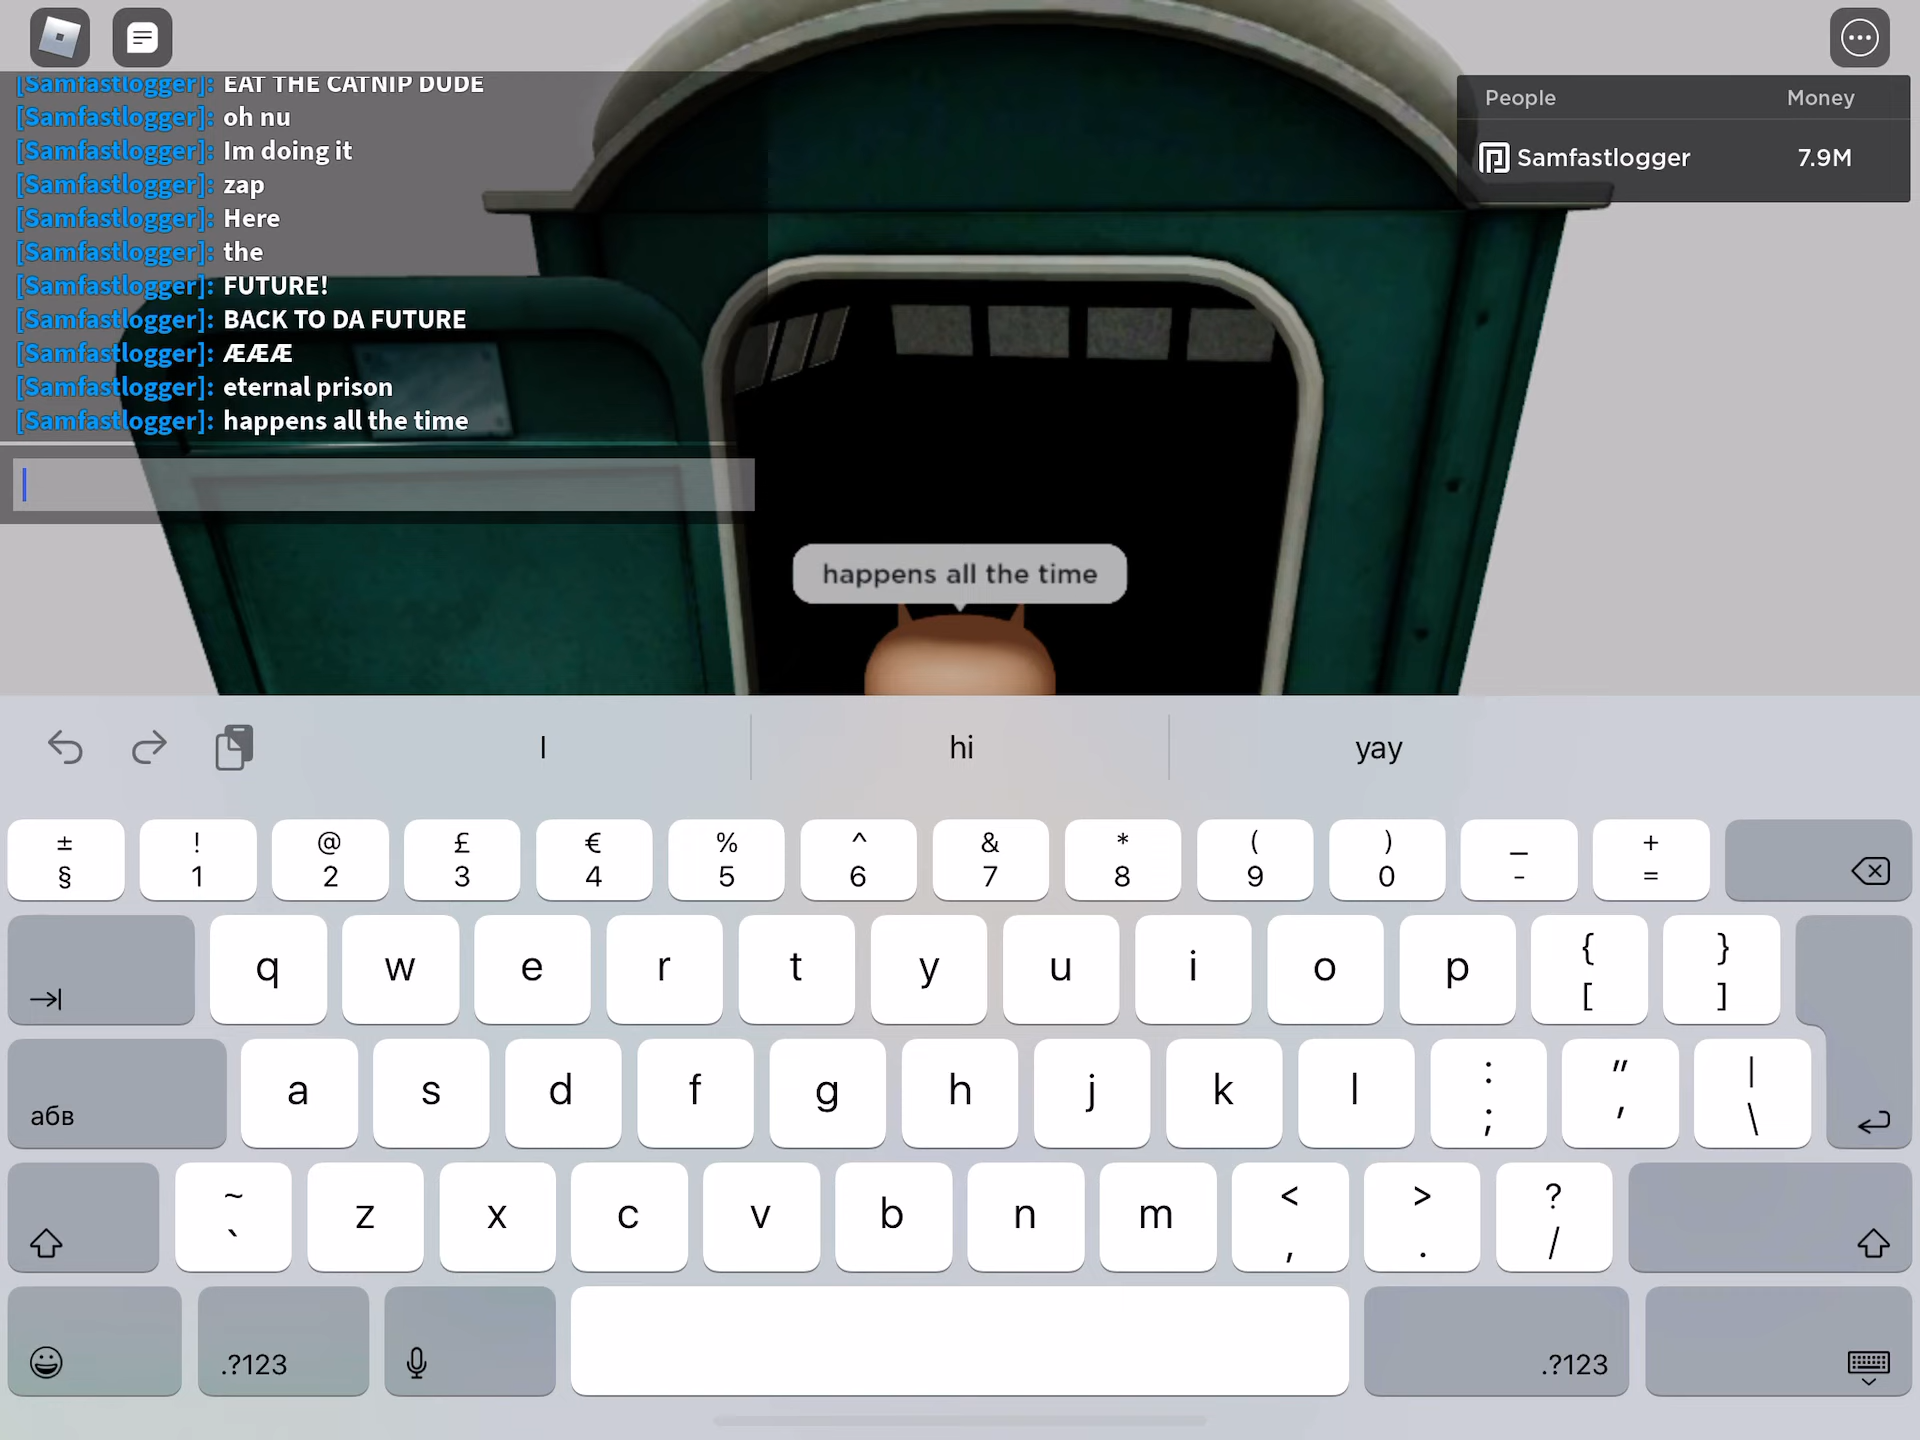 [Samfastlogger]: EAT THE CATNIP DUDE
[Samfastlogger]: oh nu
[Samfastlogger]: Im doing it
[Samfastlogger]: zap
[Samfastlogger]: Here
[Samfastlogger]: the
[Samfastlogger]: FUTURE!
[Samfastlogger]: BACK TO DA FUTURE
[Samfastlogger]: ÆÆÆ
[Samfastlogger]: eternal prison
[Samfastlogger]: happens all the time
People Money
Samfastlogger 7.9M
happens all the time
I hi yay
± ! @ £ € % ^ & * ( ) _ +
§ 1 2 3 4 5 6 7 8 9 0 - =
q w e r t y u i o p { }
[ ]
абв a s d f g h j k l : " |
; ' \
~ z x c v b n m < > ?
` , . /
.?123 .?123